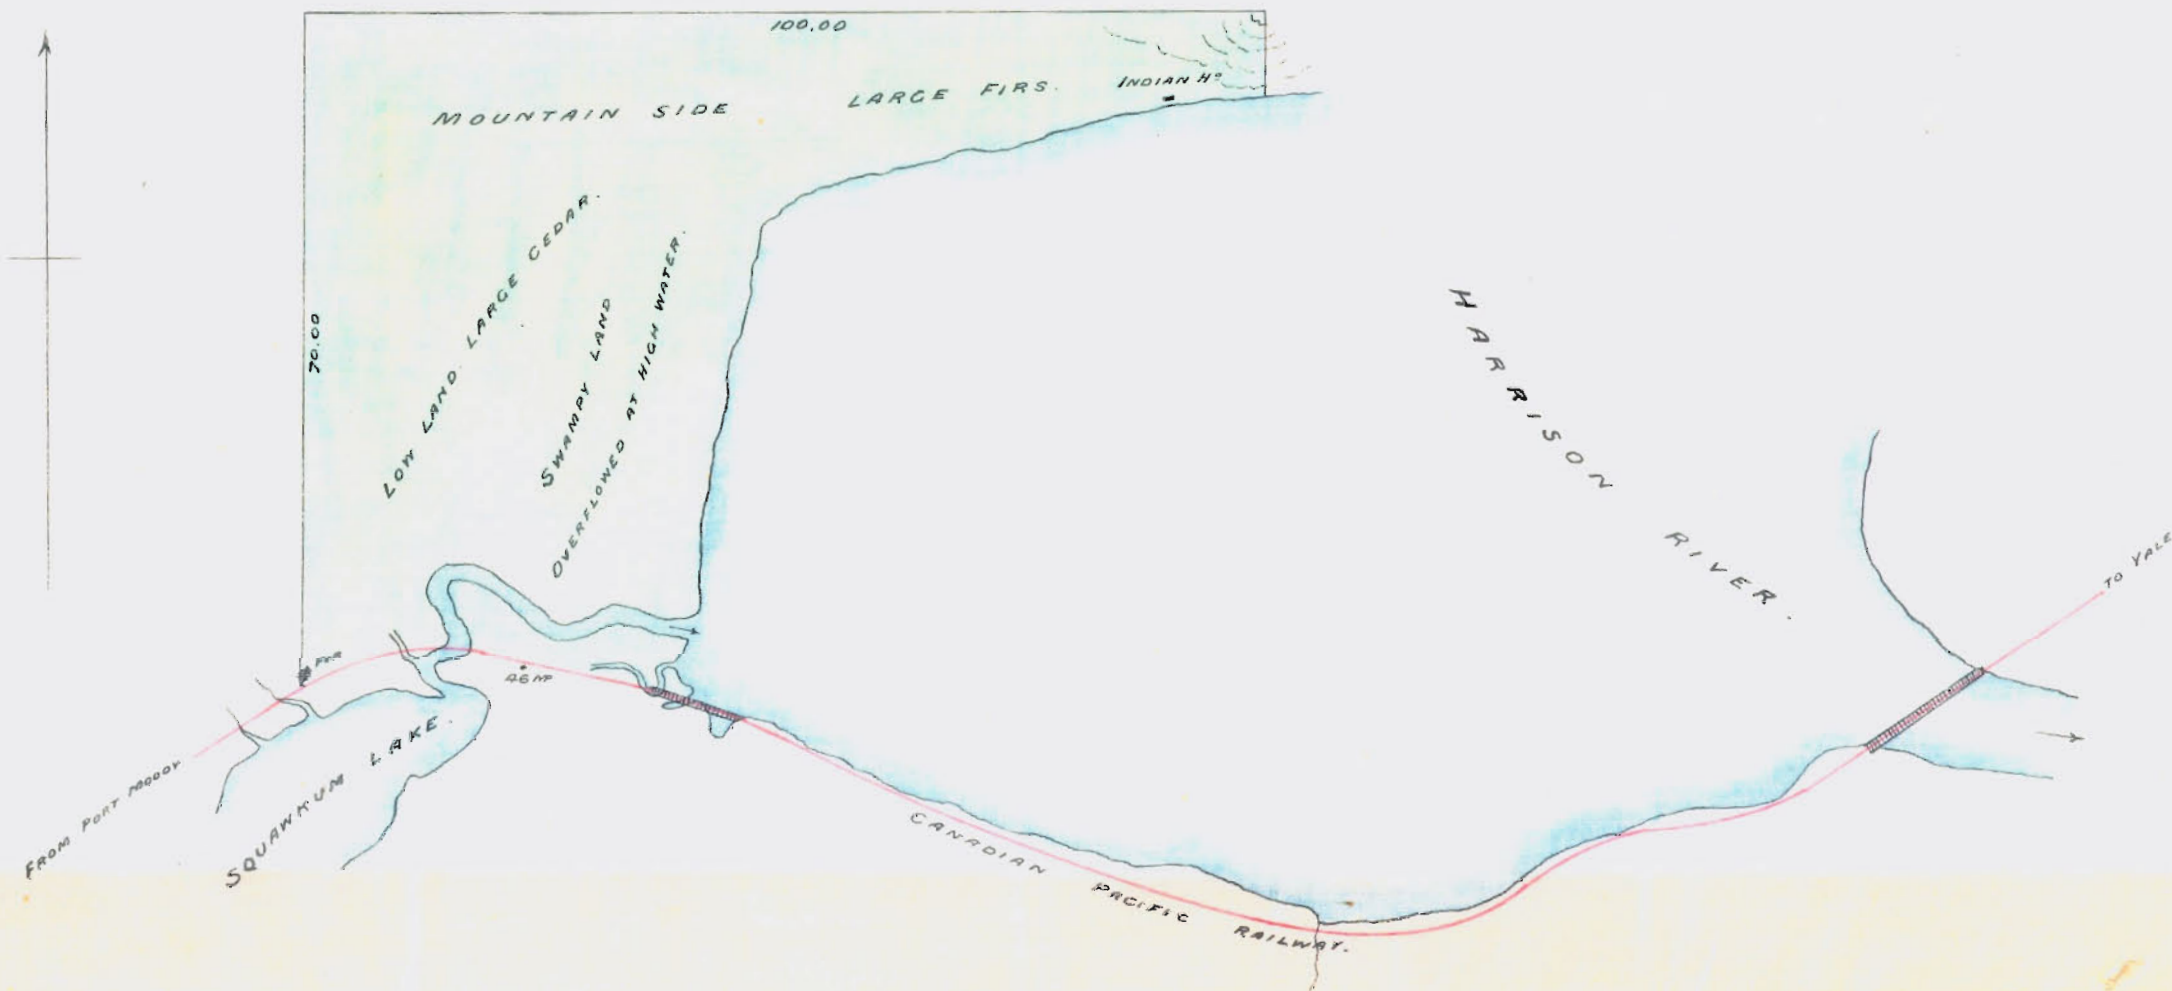 100.00
MOUNTAIN SIDE
LARGE FIRS.
INDIAN Ho
LOW LAND. LARGE CEDAR.
SWAMPY LAND
OVERFLOWED AT HIGH WATER.
70.00
HARRISON RIVER.
TO YALE
FIR
46 MP
FROM PORT MOODY
SQUAWKUM LAKE.
CANADIAN PACIFIC RAILWAY.